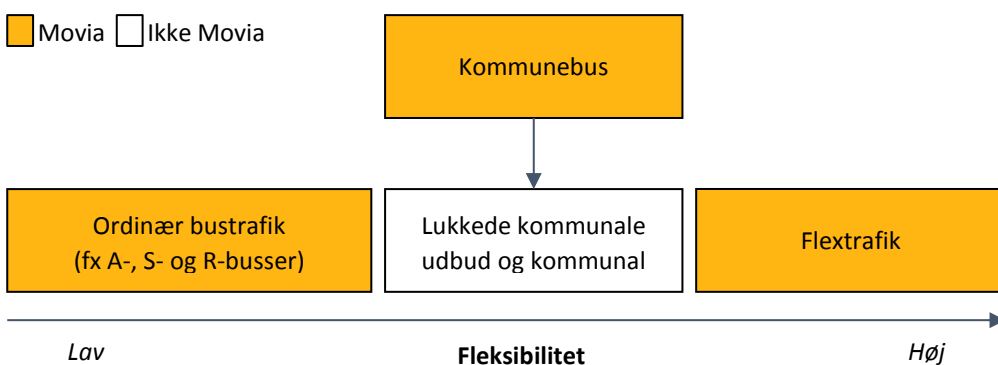 Movia
Ikke Movia
Kommunebus
Ordinær bustrafik
(fx A-, S- og R-busser)
Lukkede kommunale
udbud og kommunal
Flextrafik
Lav
Fleksibilitet
Høj